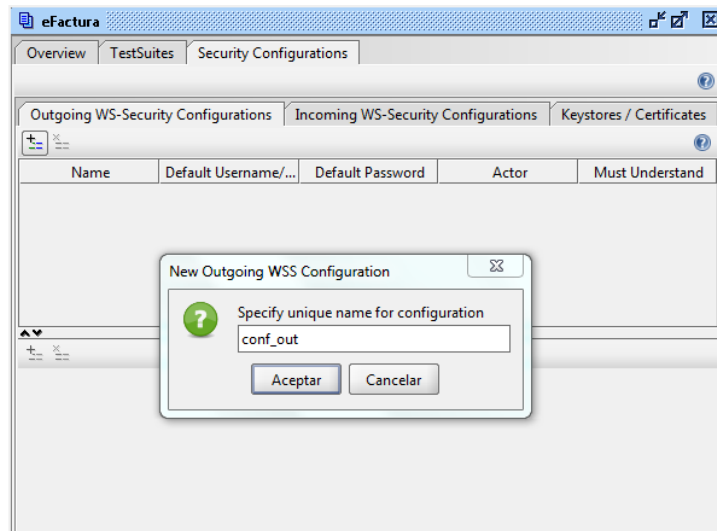 eFactura
Overview TestSuites Security Configurations
Outgoing WS-Security Configurations Incoming WS-Security Configurations Keystores / Certificates
Name Default Username/... Default Password Actor Must Understand
New Outgoing WSS Configuration
Specify unique name for configuration
conf_out
Aceptar Cancelar